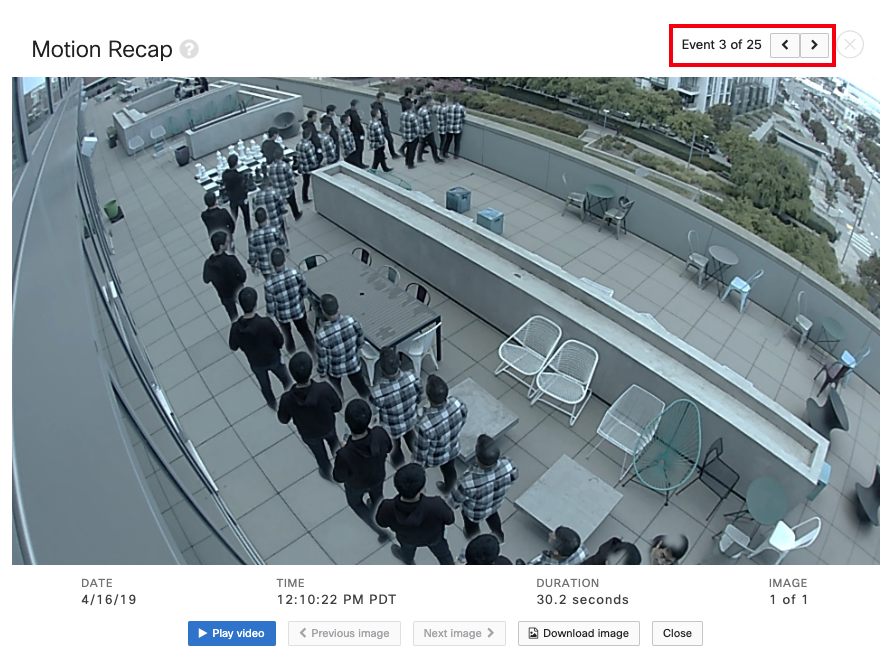 Motion Recap ?
Event 3 of 25
DATE
4/16/19
TIME
12:10:22 PM PDT
DURATION
30.2 seconds
IMAGE
1 of 1
Play video
Previous image
Next image
Download image
Close